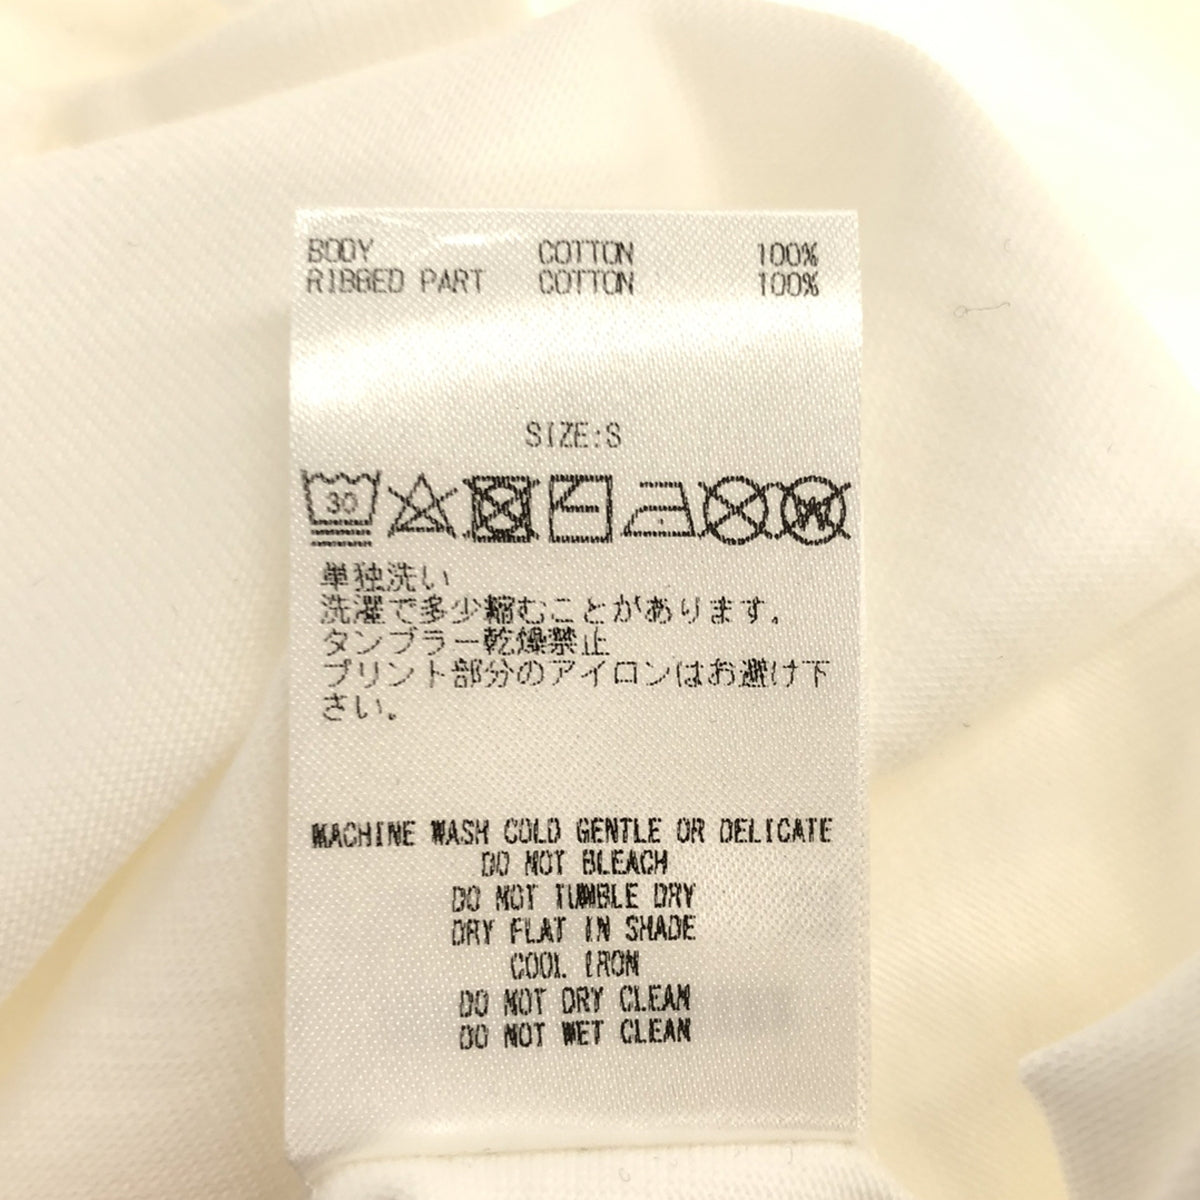 BODY COTTON 100%
RIBBED PART COTTON 100%
SIZE:S
30 W
単独洗い
洗濯で多少縮むことがあります。
タンブラー乾燥禁止
プリント部分のアイロンはお避け下
さい。
MACHINE WASH COLD GENTLE OR DELICATE
DO NOT BLEACH
DO NOT TUMBLE DRY
DRY FLAT IN SHADE
COOL IRON
DO NOT DRY CLEAN
DO NOT WET CLEAN